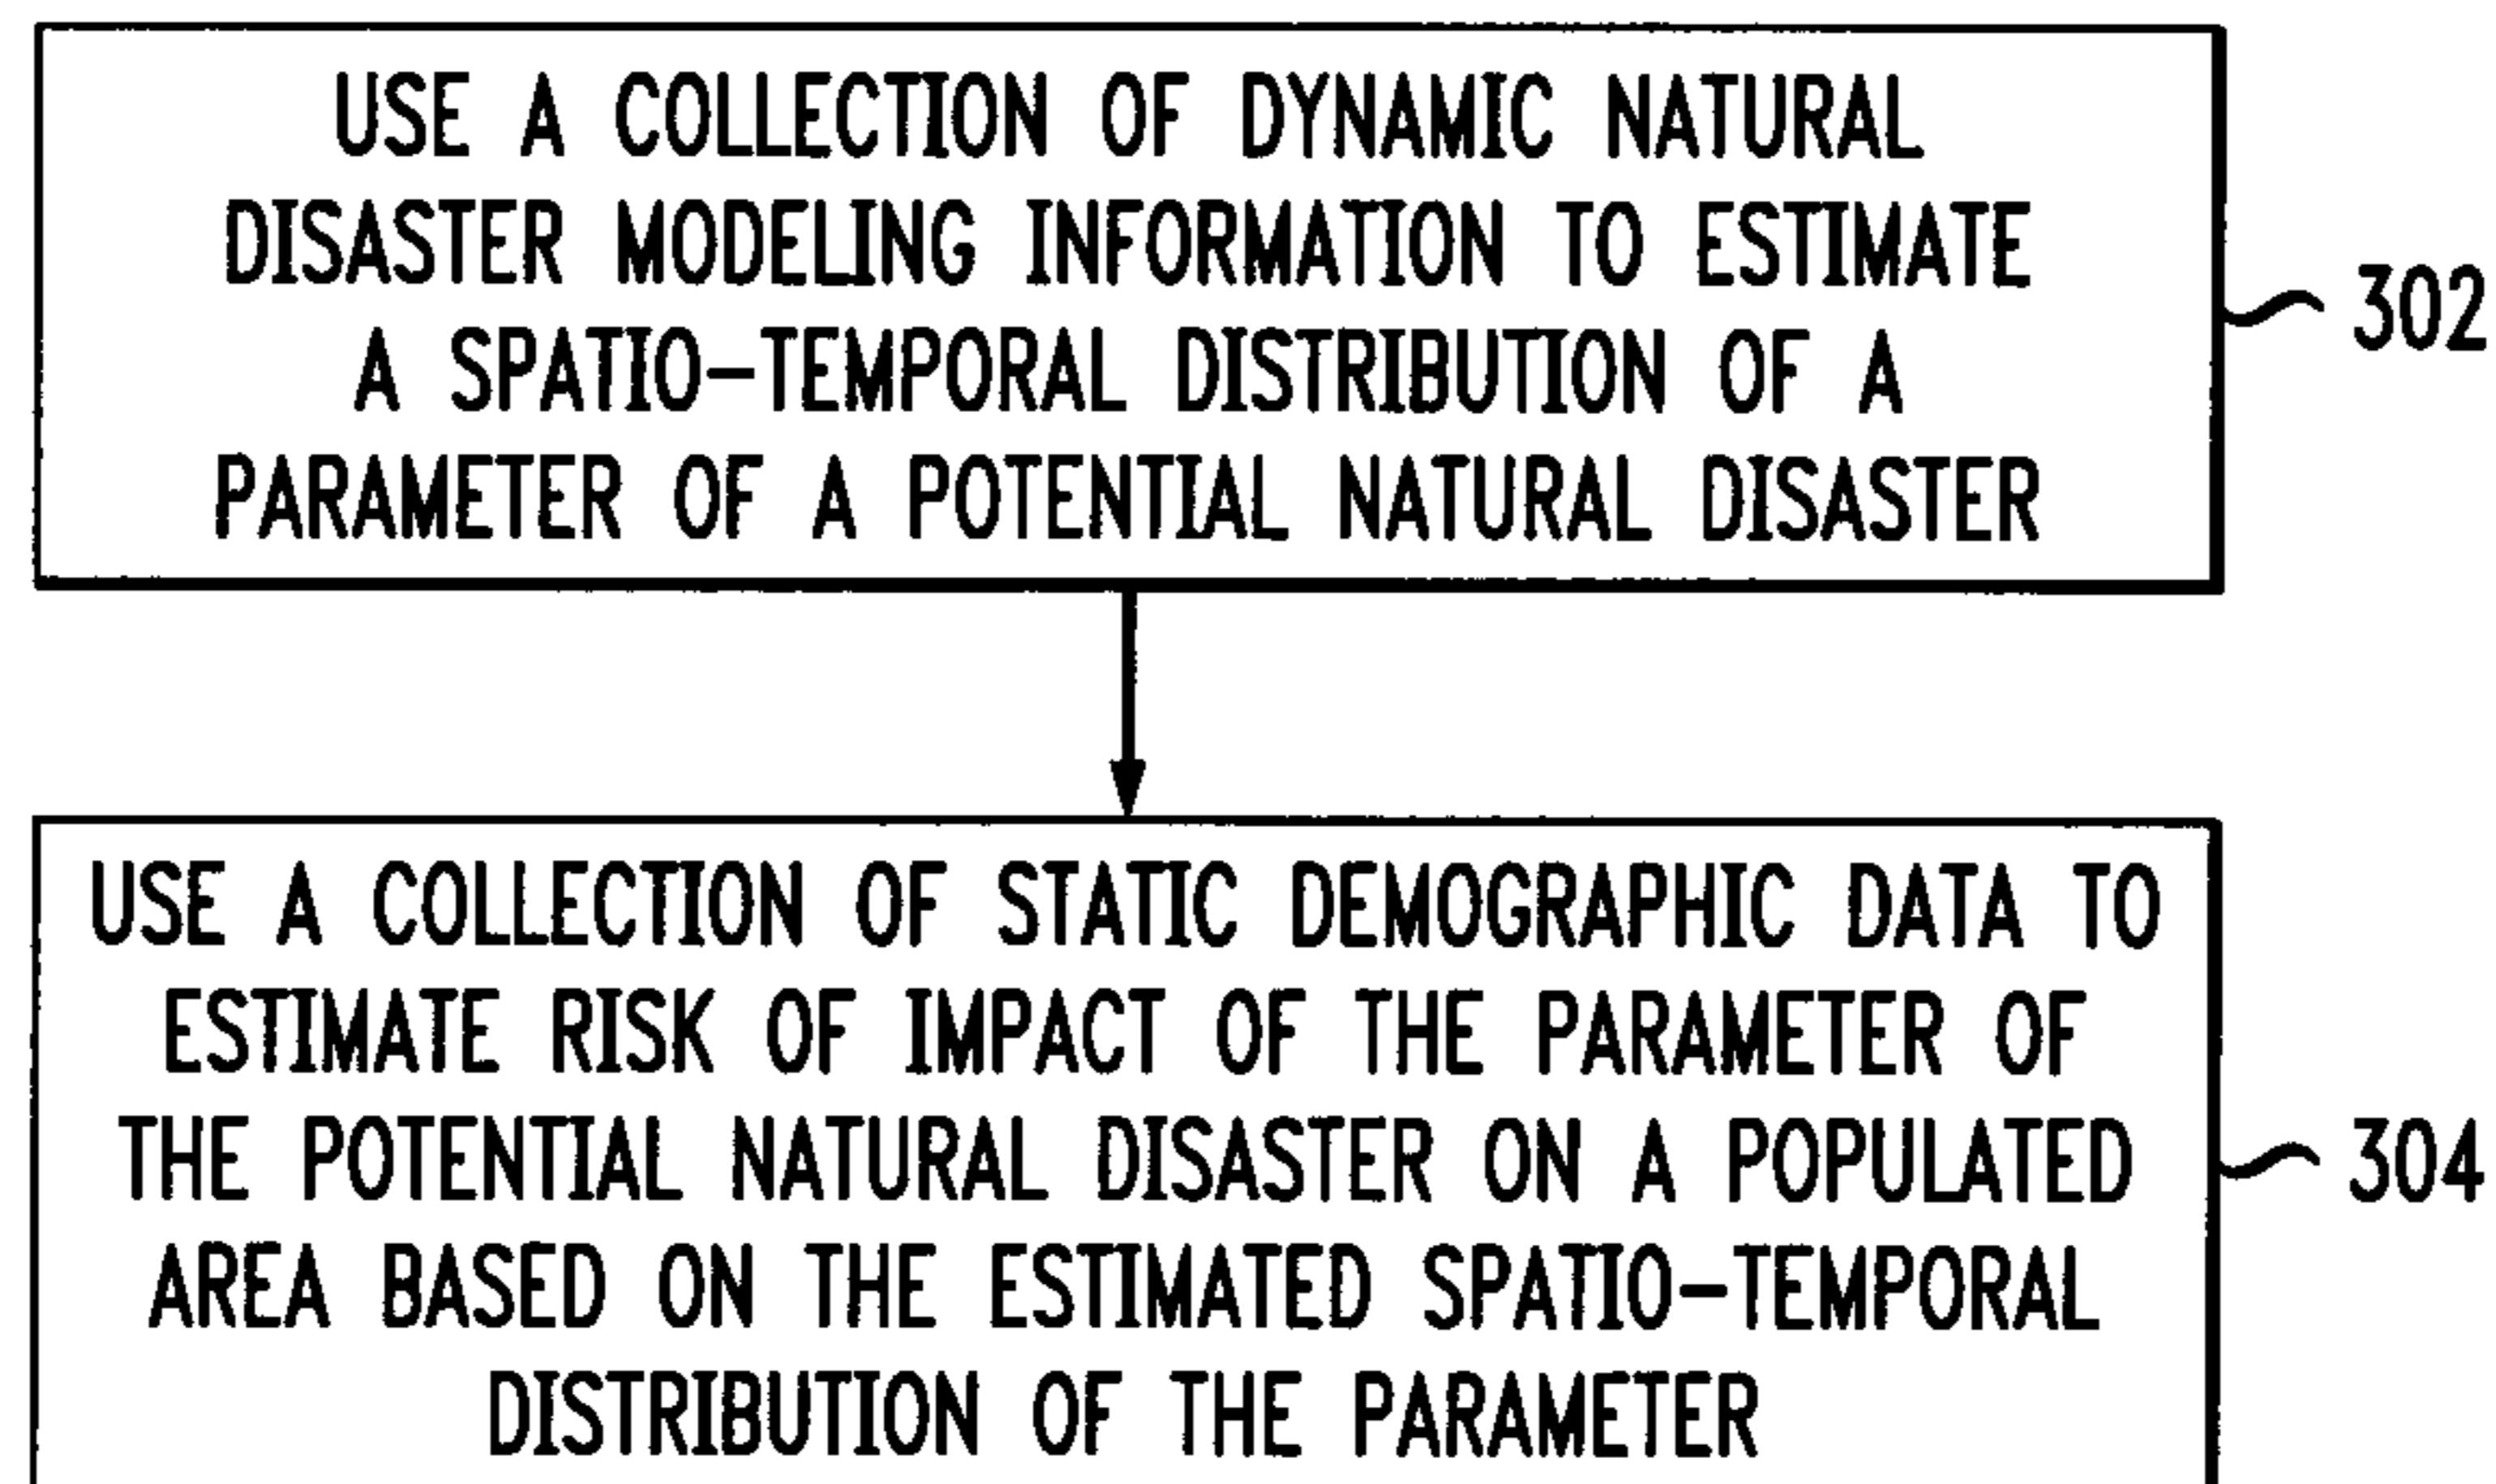 USE A COLLECTION OF DYNAMIC NATURAL
DISASTER MODELING INFORMATION TO ESTIMATE
A SPATIO-TEMPORAL DISTRIBUTION OF A
PARAMETER OF A POTENTIAL NATURAL DISASTER
302
USE A COLLECTION OF STATIC DEMOGRAPHIC DATA TO
ESTIMATE RISK OF IMPACT OF THE PARAMETER OF
THE POTENTIAL NATURAL DISASTER ON A POPULATED
AREA BASED ON THE ESTIMATED SPATIO-TEMPORAL
DISTRIBUTION OF THE PARAMETER
304